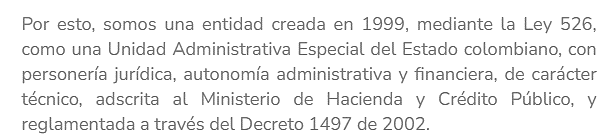 Por esto, somos una entidad creada en 1999, mediante la Ley 526,
como una Unidad Administrativa Especial del Estado colombiano, con
personería jurídica, autonomía administrativa y financiera, de carácter
técnico, adscrita al Ministerio de Hacienda y Crédito Público, y
reglamentada a través del Decreto 1497 de 2002.